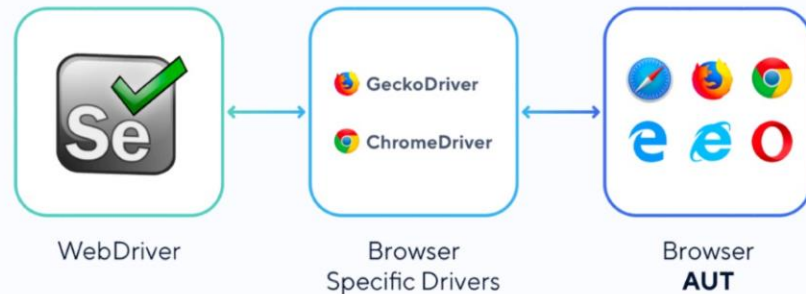 Se
GeckoDriver
ChromeDriver
WebDriver
Browser
Specific Drivers
Browser
AUT